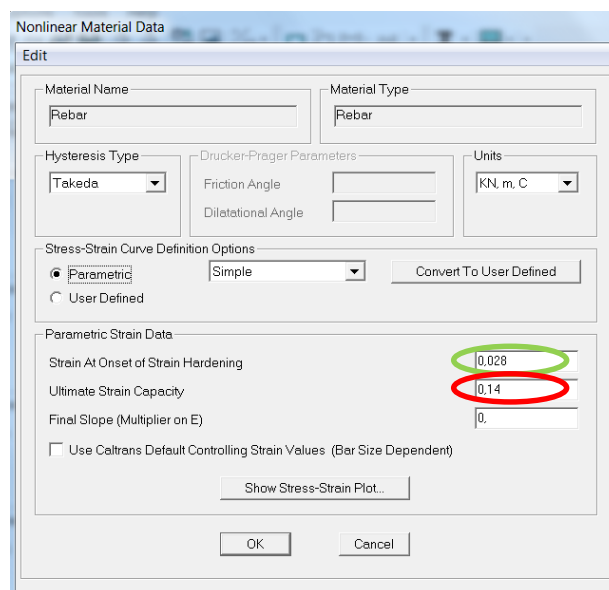 Nonlinear Material Data
Edit
Material Name
Rebar
Material Type
Rebar
Hysteresis Type
Takeda
Drucker-Prager Parameters
Friction Angle
Dilatational Angle
Units
KN, m, C
Stress-Strain Curve Definition Options
Parametric
Simple
Convert To User Defined
User Defined
Parametric Strain Data
Strain At Onset of Strain Hardening
0,028
Ultimate Strain Capacity
0,14
Final Slope (Multiplier on E)
0,
Use Caltrans Default Controlling Strain Values (Bar Size Dependent)
Show Stress-Strain Plot...
OK
Cancel